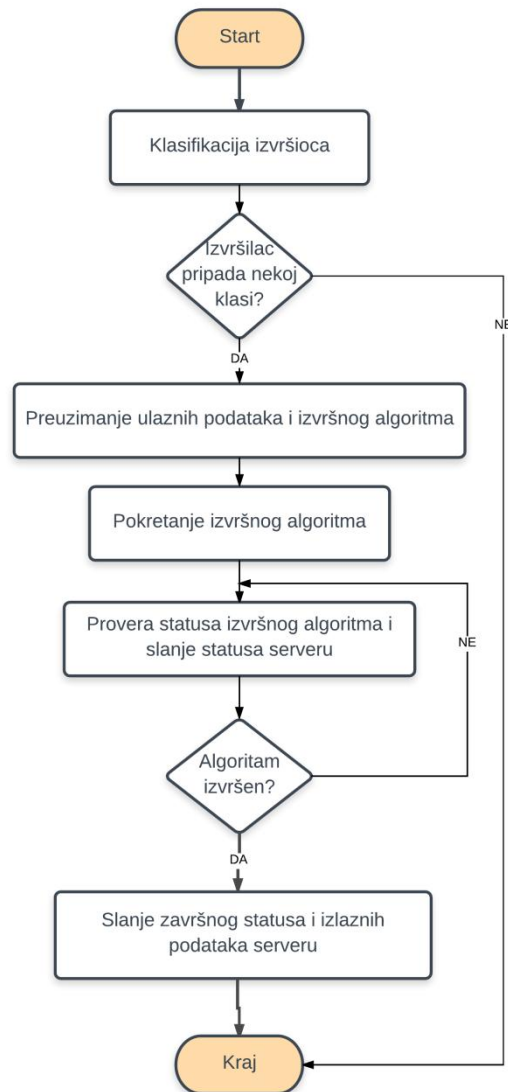 Start
Klasifikacija izvršioca
Izvršilac
pripada nekoj
klasi?
NE
DA
Preuzimanje ulaznih podataka i izvršnog algoritma
Pokretanje izvršnog algoritma
Provera statusa izvršnog algoritma i
slanje statusa serveru
NE
Algoritam
izvršen?
DA
Slanje završnog statusa i izlaznih
podataka serveru
Kraj